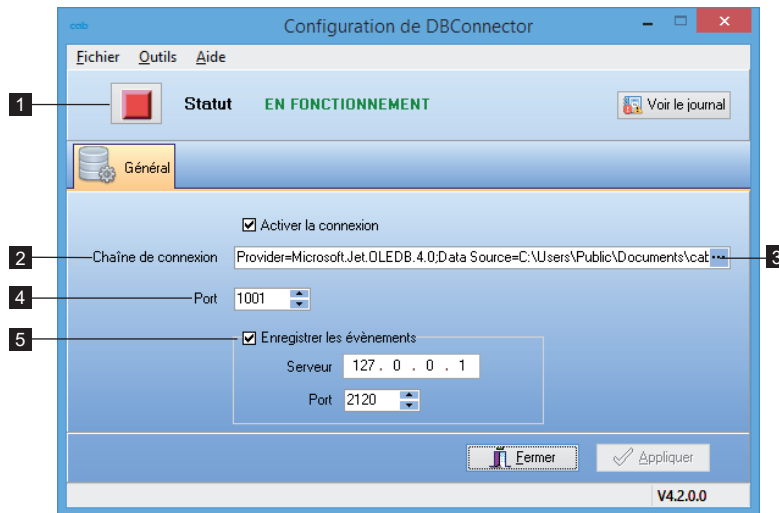 cab Configuration de DBConnector
Fichier Outils Aide
1 Statut EN FONCTIONNEMENT Voir le journal
Général
Activer la connexion
2 Chaîne de connexion Provider=Microsoft.Jet.OLEDB.4.0;Data Source=C:\Users\Public\Documents\cab ... 3
4 Port 1001
5 Enregistrer les évènements
Serveur 127 . 0 . 0 . 1
Port 2120
Fermer Appliquer
V4.2.0.0